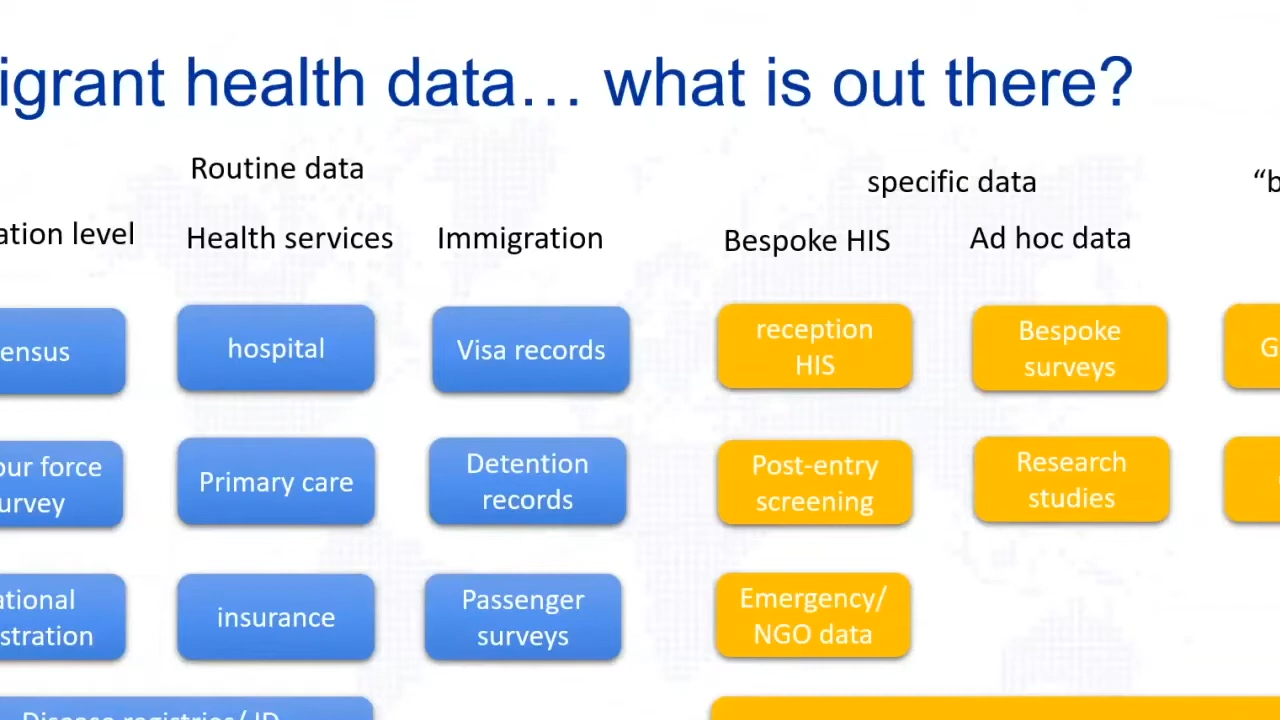 igrant health data… what is out there?
Routine data
specific data
“b
ation level
Health services
Immigration
Bespoke HIS
Ad hoc data
ensus
hospital
Visa records
reception
HIS
Bespoke
surveys
G
our force
urvey
Primary care
Detention
records
Post-entry
screening
Research
studies
ational
stration
insurance
Passenger
surveys
Emergency/
NGO data
Disease registries/ ID